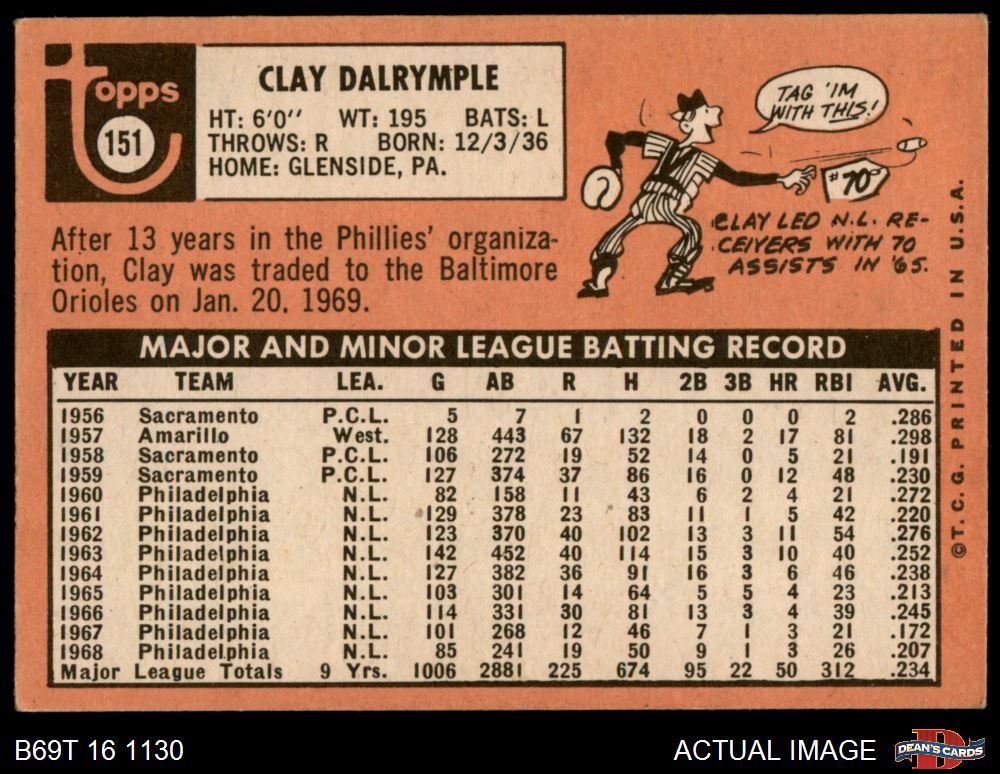 Topps
151
CLAY DALRYMPLE
HT: 6'0" WT: 195 BATS: L
THROWS: R BORN: 12/3/36
HOME: GLENSIDE, PA.
TAG 'IM
WITH THIS!
#70
CLAY LED N.L. RE-
CEIVERS WITH 70
ASSISTS IN '65.
After 13 years in the Phillies' organiza-
tion, Clay was traded to the Baltimore
Orioles on Jan. 20, 1969.
MAJOR AND MINOR LEAGUE BATTING RECORD
YEAR TEAM LEA. G AB R H 2B 3B HR RBI AVG.
1956 Sacramento P.C.L. 5 7 1 2 0 0 0 2 .286
1957 Amarillo West. 128 443 67 132 18 2 17 81 .298
1958 Sacramento P.C.L. 106 272 19 52 14 0 5 21 .191
1959 Sacramento P.C.L. 127 374 37 86 16 0 12 48 .230
1960 Philadelphia N.L. 82 158 11 43 6 2 4 21 .272
1961 Philadelphia N.L. 129 378 23 83 11 1 5 42 .220
1962 Philadelphia N.L. 123 370 40 102 13 3 11 54 .276
1963 Philadelphia N.L. 142 452 40 114 15 3 10 40 .252
1964 Philadelphia N.L. 127 382 36 91 16 3 6 46 .238
1965 Philadelphia N.L. 103 301 14 64 5 5 4 23 .213
1966 Philadelphia N.L. 114 331 30 81 13 3 4 39 .245
1967 Philadelphia N.L. 101 268 12 46 7 1 3 21 .172
1968 Philadelphia N.L. 85 241 19 50 9 1 3 26 .207
Major League Totals 9 Yrs. 1006 2881 225 674 95 22 50 312 .234
©T.C.G. PRINTED IN U.S.A.
B69T 16 1130
ACTUAL IMAGE
DEAN'S CARDS